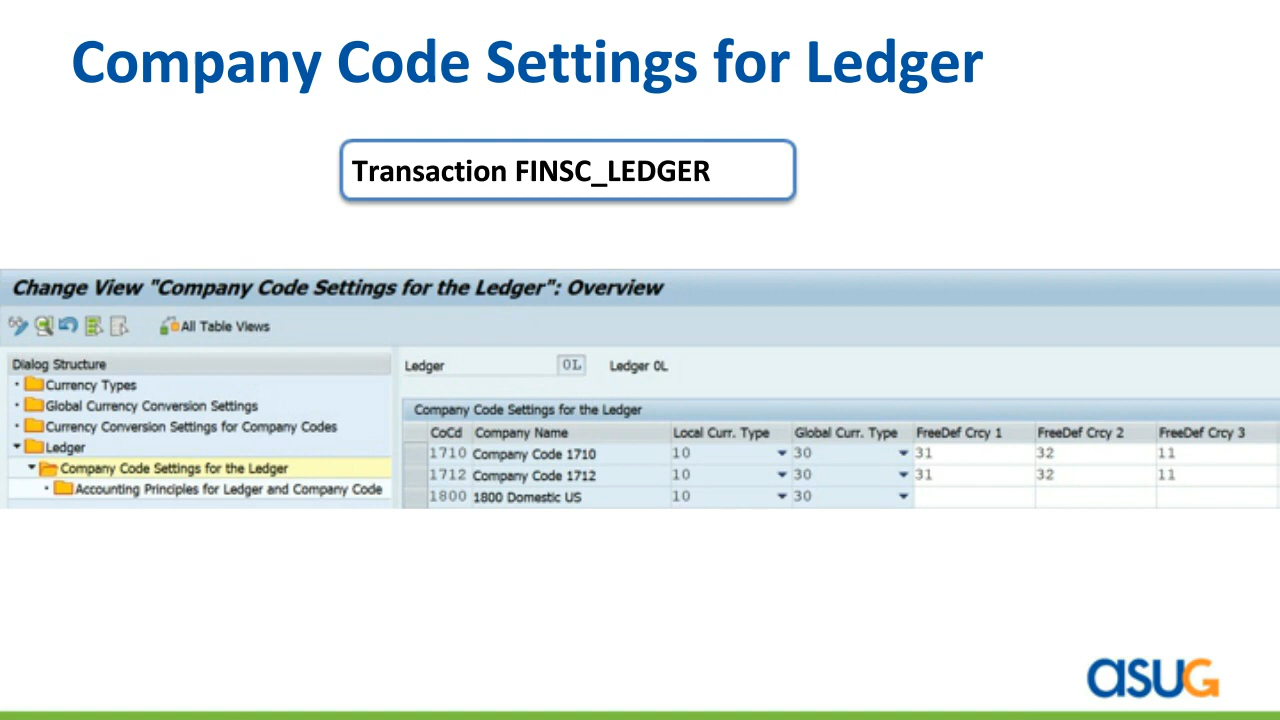 Company Code Settings for Ledger
Transaction FINSC_LEDGER
Change View "Company Code Settings for the Ledger": Overview
All Table Views
Dialog Structure
Currency Types
Global Currency Conversion Settings
Currency Conversion Settings for Company Codes
Ledger
Company Code Settings for the Ledger
Accounting Principles for Ledger and Company Code
Ledger 0L Ledger 0L
Company Code Settings for the Ledger
CoCd Company Name Local Curr. Type Global Curr. Type FreeDef Crcy 1 FreeDef Crcy 2 FreeDef Crcy 3
1710 Company Code 1710 10 30 31 32 11
1712 Company Code 1712 10 30 31 32 11
1800 1800 Domestic US 10 30
asuG